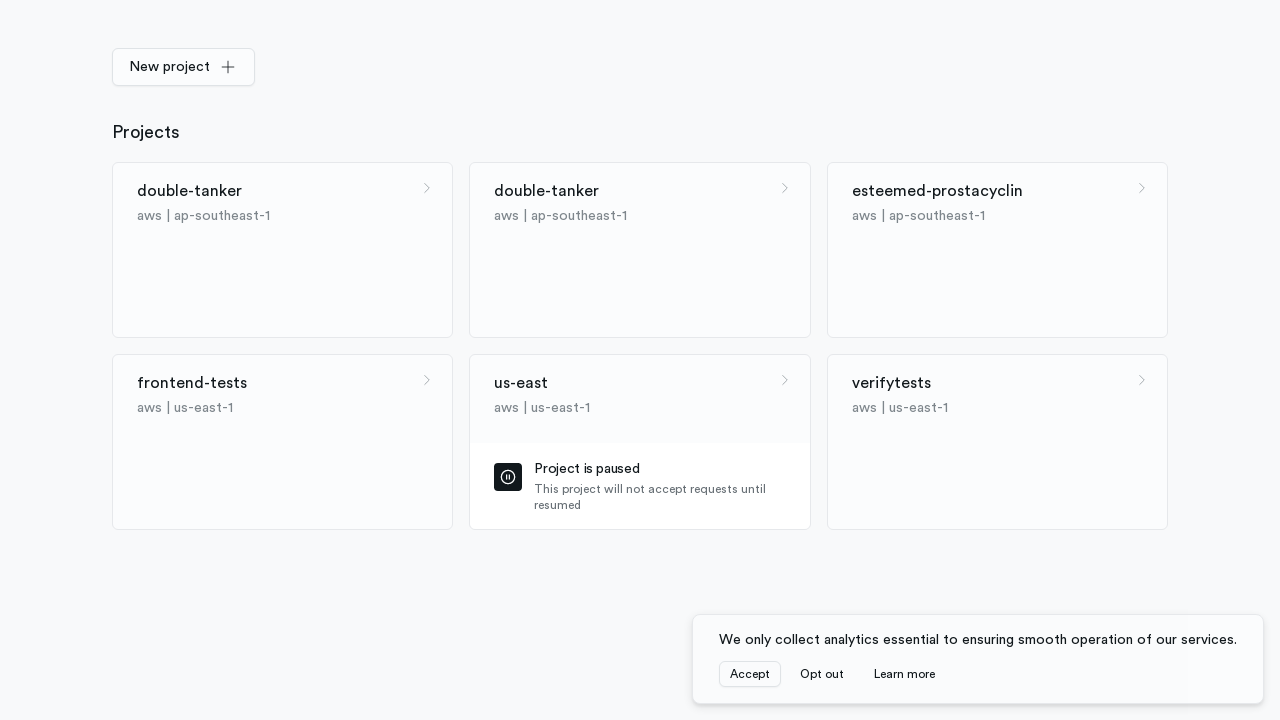 New project
Projects
double-tanker
aws | ap-southeast-1
double-tanker
aws | ap-southeast-1
esteemed-prostacyclin
aws | ap-southeast-1
frontend-tests
aws | us-east-1
us-east
aws | us-east-1
Project is paused
This project will not accept requests until
resumed
verifytests
aws | us-east-1
We only collect analytics essential to ensuring smooth operation of our services.
Accept
Opt out
Learn more